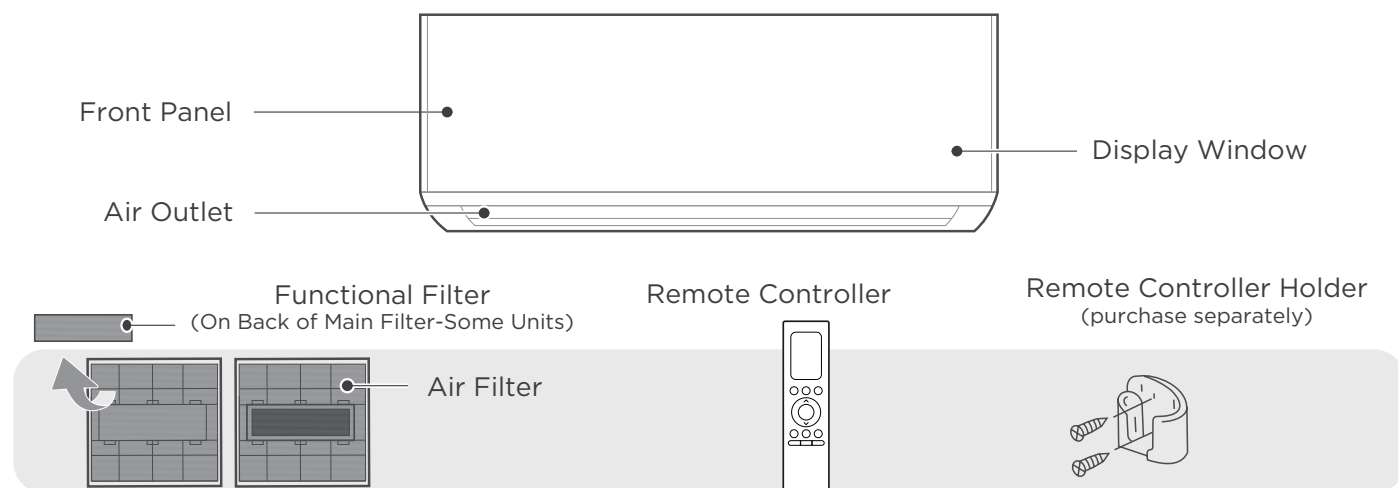 Front Panel
Display Window
Air Outlet
Functional Filter
(On Back of Main Filter-Some Units)
Remote Controller
Remote Controller Holder
(purchase separately)
Air Filter